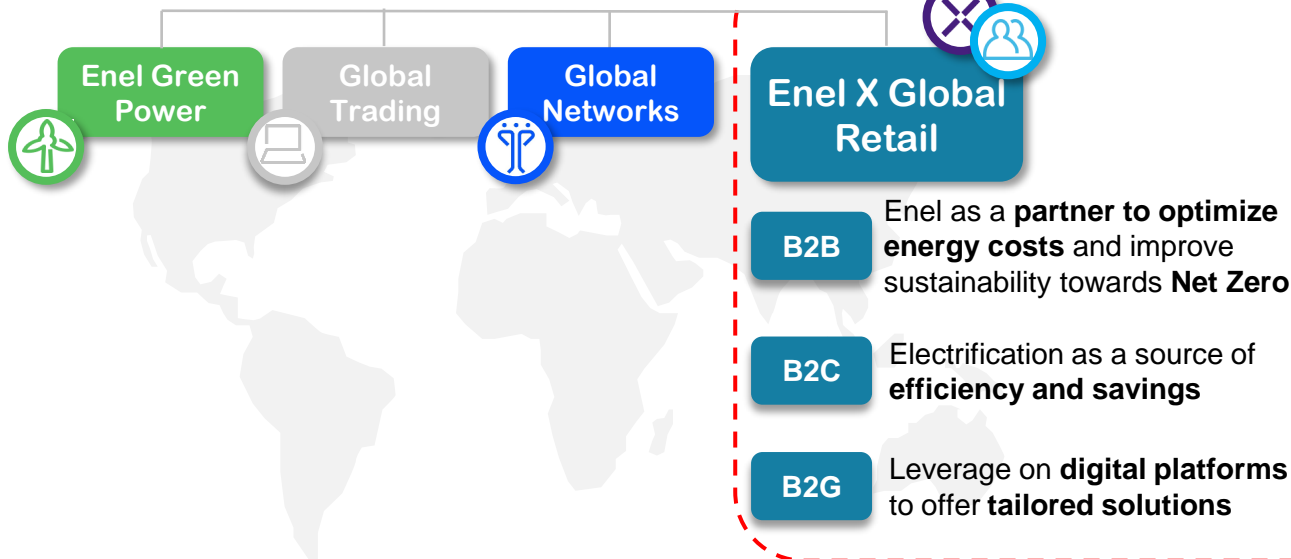 Enel Green
Power
Global
Trading
Global
Networks
Enel X Global
Retail
B2B
Enel as a partner to optimize
energy costs and improve
sustainability towards Net Zero
B2C
Electrification as a source of
efficiency and savings
B2G
Leverage on digital platforms
to offer tailored solutions